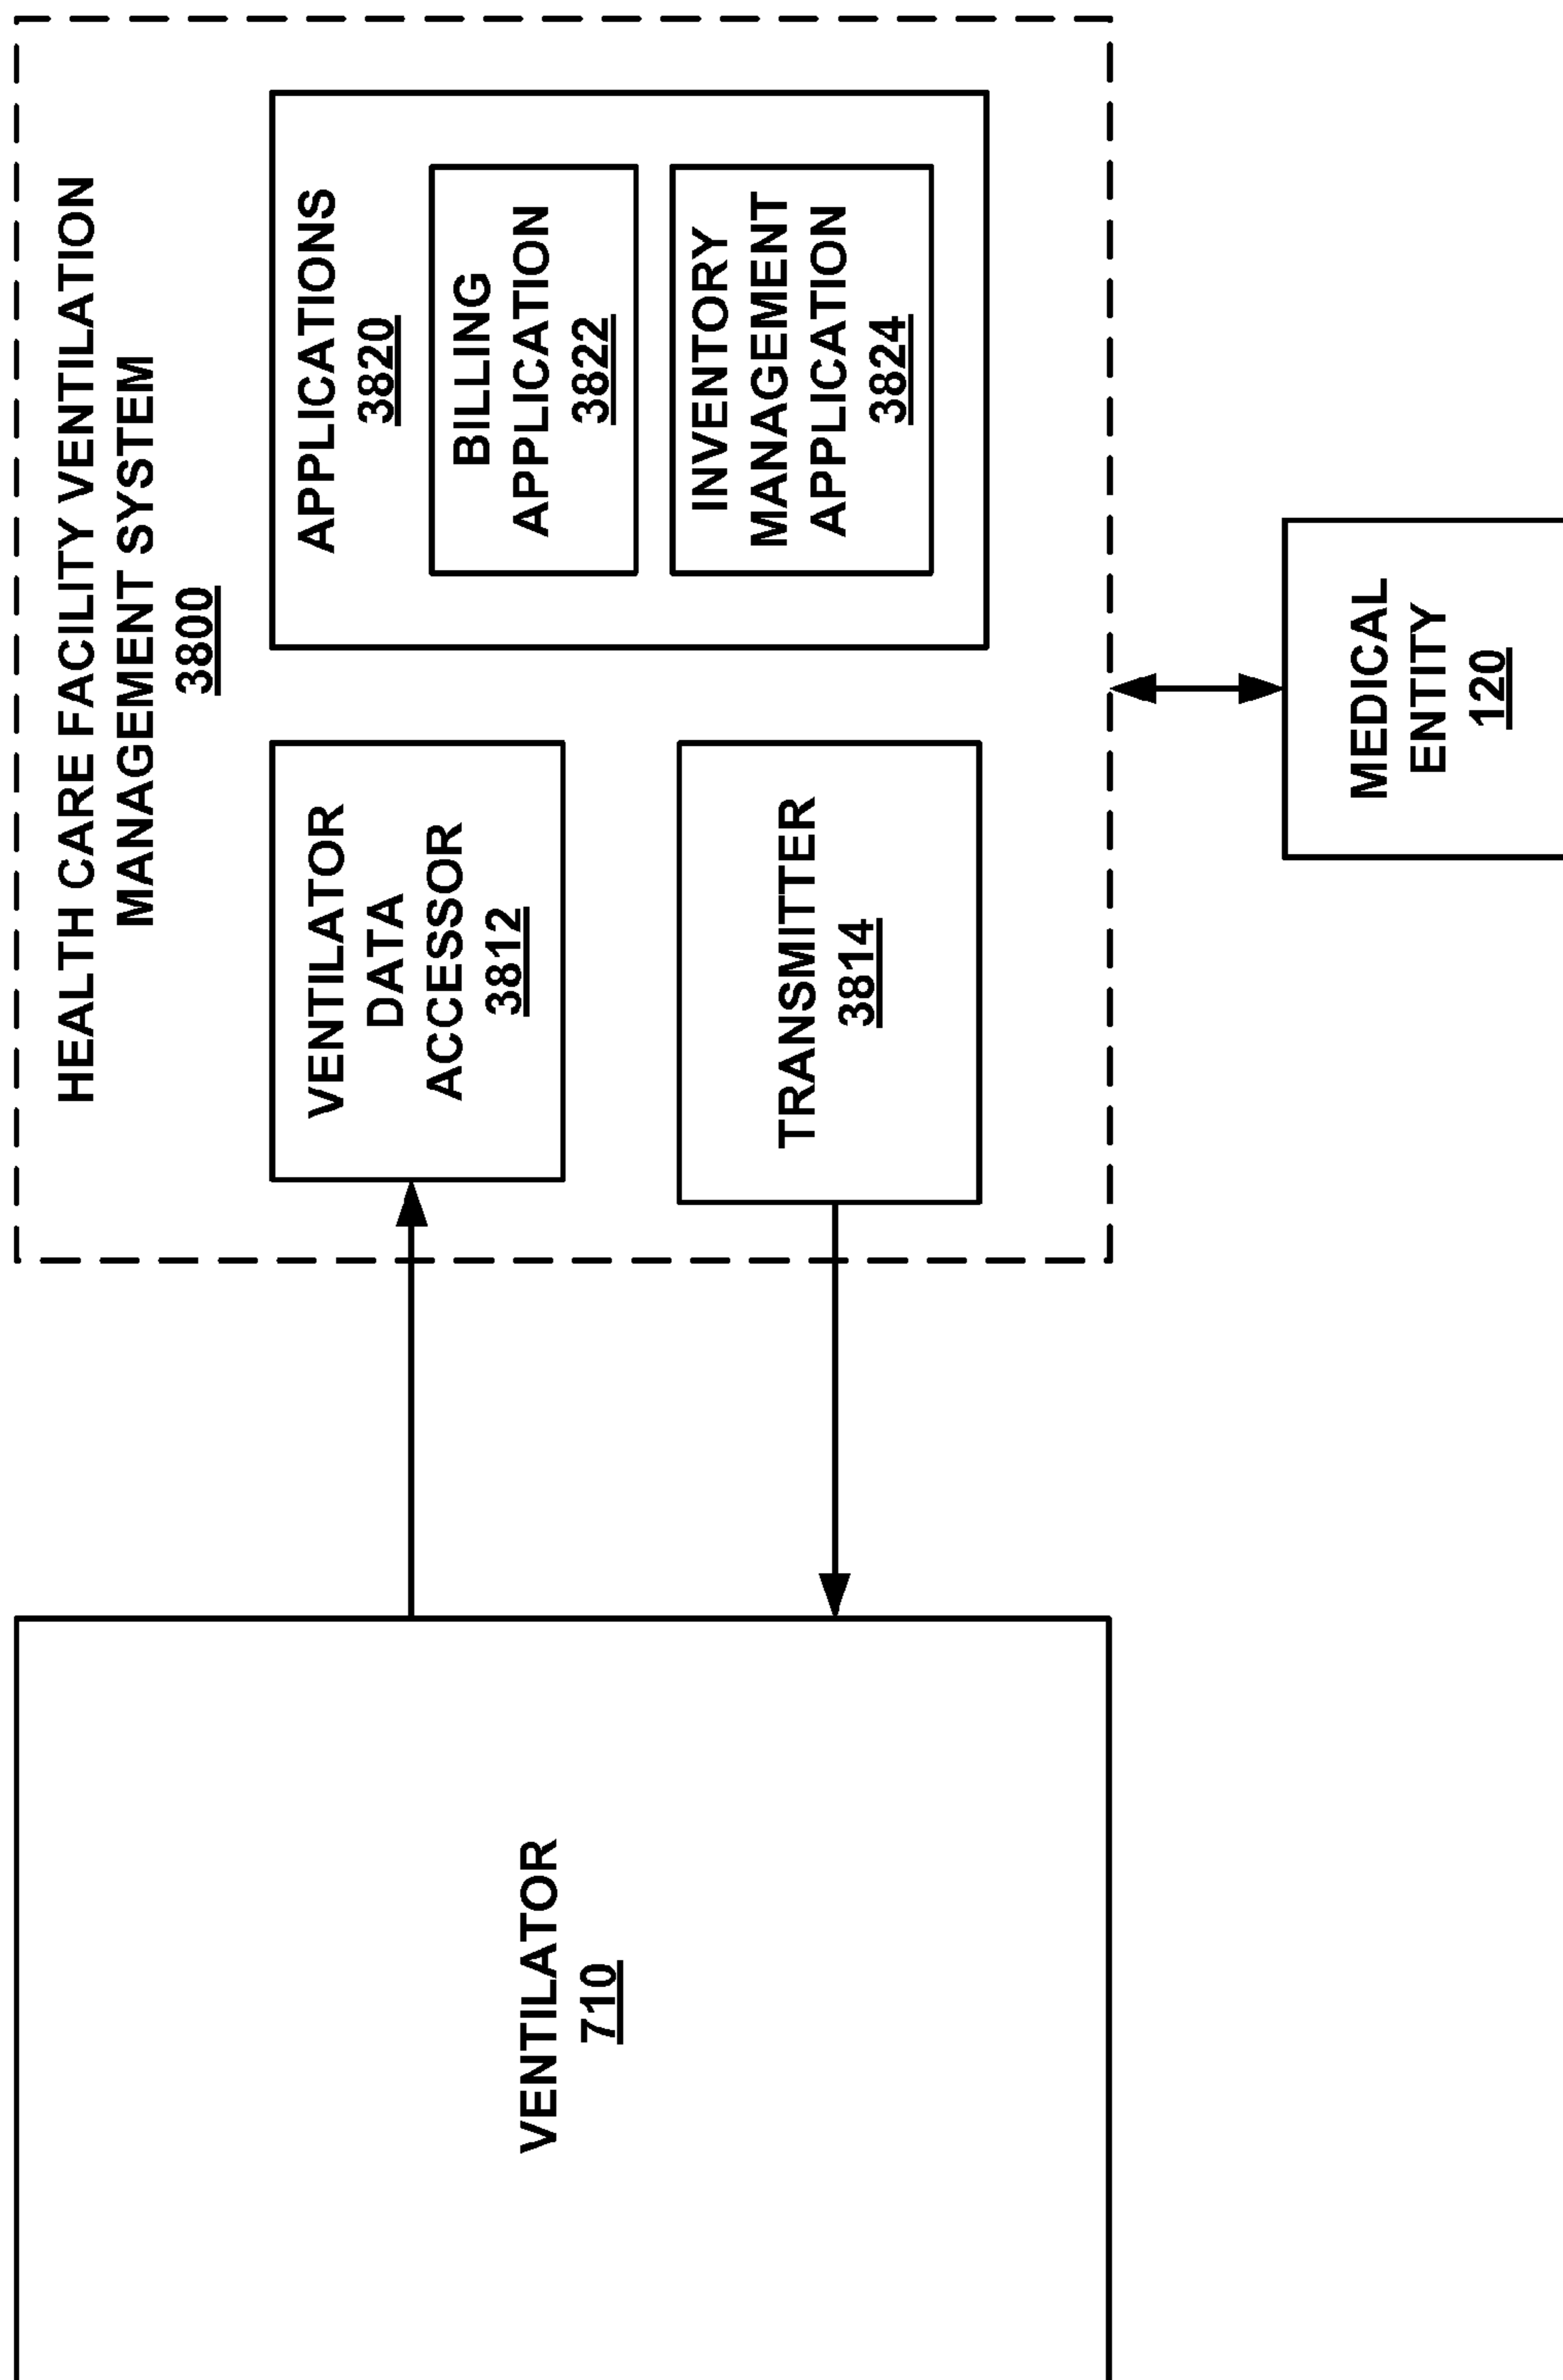 HEALTH CARE FACILITY VENTILATION
MANAGEMENT SYSTEM
3800
VENTILATOR
710
VENTILATOR
DATA
ACCESSOR
3812
TRANSMITTER
3814
APPLICATIONS
3820
BILLING
APPLICATION
3822
INVENTORY
MANAGEMENT
APPLICATION
3824
MEDICAL
ENTITY
120